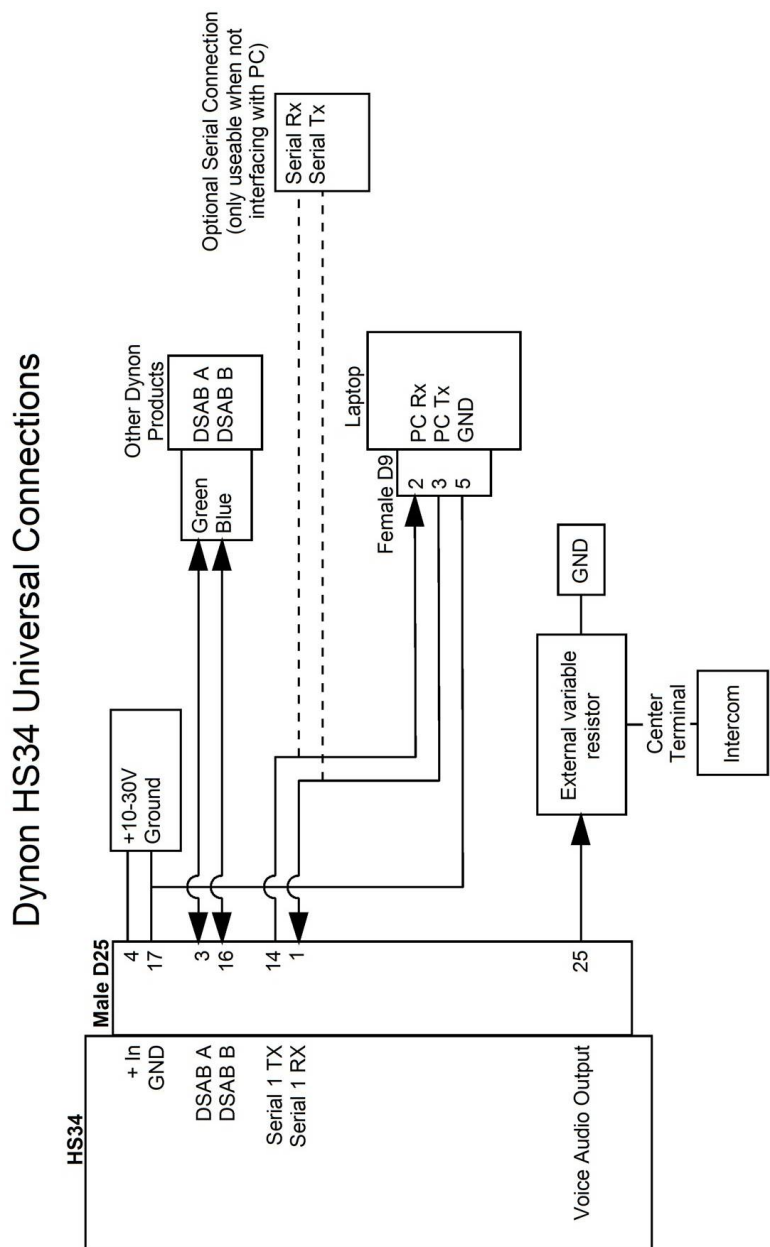 Dynon HS34 Universal Connections
HS34
Male D25
+ In
GND
DSAB A
DSAB B
Serial 1 TX
Serial 1 RX
Voice Audio Output
4
17
3
16
14
1
25
+10-30V
Ground
Other Dynon
Products
Green
Blue
DSAB A
DSAB B
Optional Serial Connection
(only useable when not
interfacing with PC)
Serial Rx
Serial Tx
Laptop
Female D9
2
3
5
PC Rx
PC Tx
GND
External variable
resistor
GND
Center
Terminal
Intercom